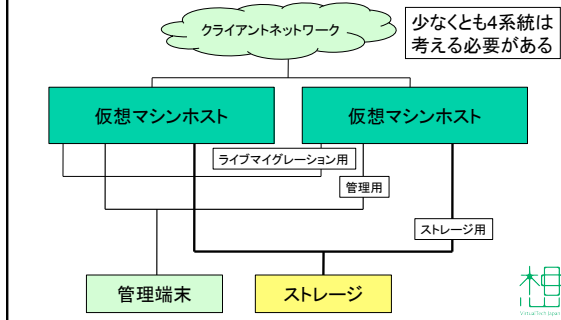 クライアントネットワーク
少なくとも4系統は
考える必要がある
仮想マシンホスト
仮想マシンホスト
ライブマイグレーション用
管理用
ストレージ用
管理端末
ストレージ
想
VirtualTech Japan